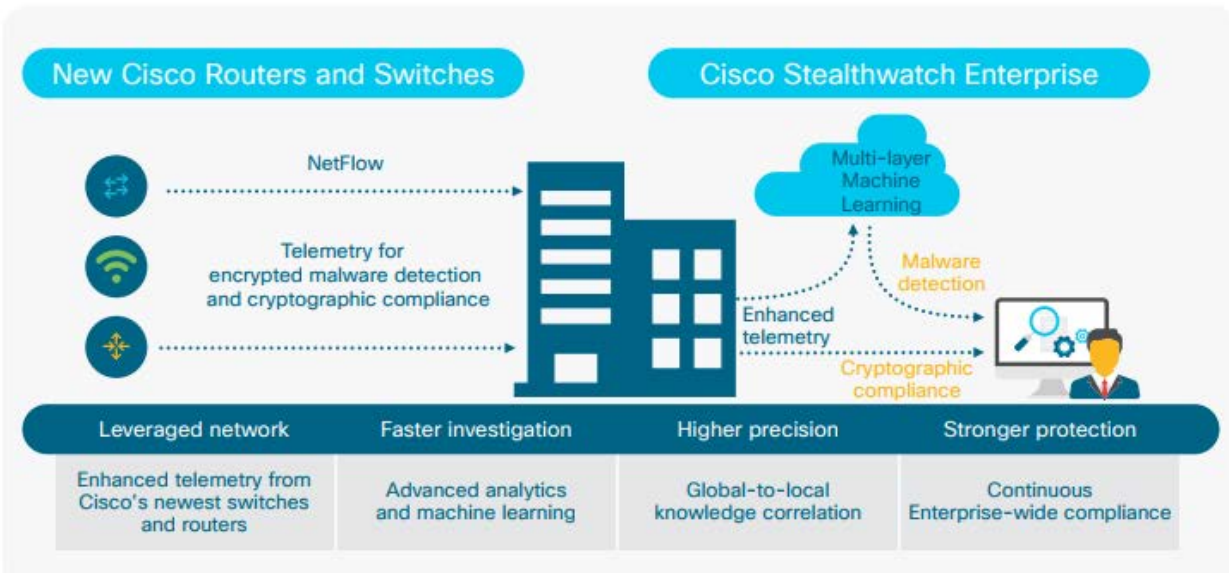 New Cisco Routers and Switches
Cisco Stealthwatch Enterprise
NetFlow
Telemetry for
encrypted malware detection
and cryptographic compliance
Multi-layer
Machine
Learning
Malware
detection
Enhanced
telemetry
Cryptographic
compliance
Leveraged network
Faster investigation
Higher precision
Stronger protection
Enhanced telemetry from
Cisco's newest switches
and routers
Advanced analytics
and machine learning
Global-to-local
knowledge correlation
Continuous
Enterprise-wide compliance